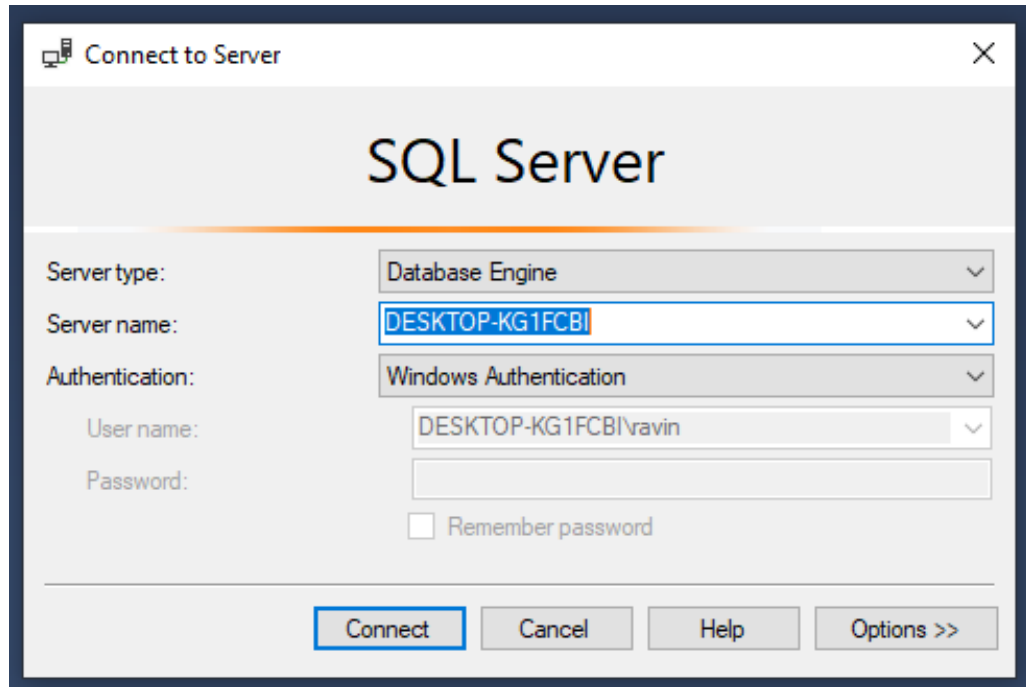 Connect to Server
SQL Server
Server type: Database Engine
Server name: DESKTOP-KG1FCBI
Authentication: Windows Authentication
User name: DESKTOP-KG1FCBI\ravin
Password:
Remember password
Connect Cancel Help Options >>